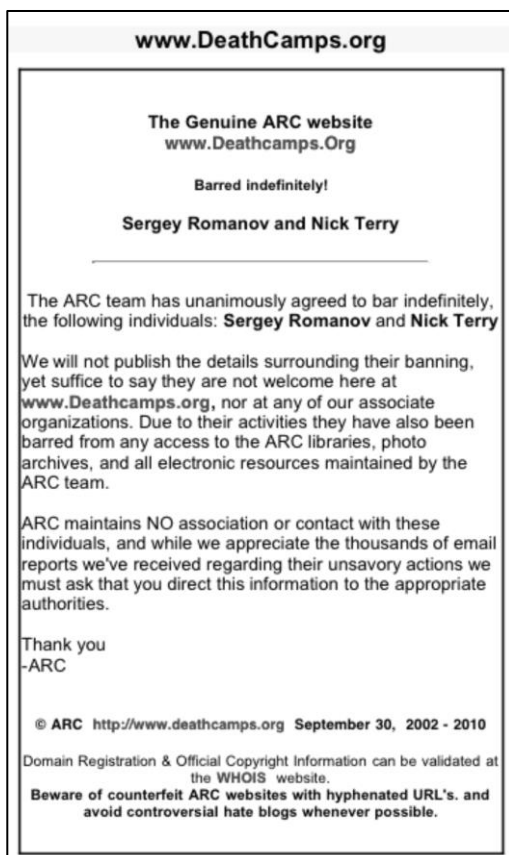 www.DeathCamps.org
The Genuine ARC website
www.Deathcamps.Org
Barred indefinitely!
Sergey Romanov and Nick Terry
The ARC team has unanimously agreed to bar indefinitely,
the following individuals: Sergey Romanov and Nick Terry
We will not publish the details surrounding their banning,
yet suffice to say they are not welcome here at
www.Deathcamps.org, nor at any of our associate
organizations. Due to their activities they have also been
barred from any access to the ARC libraries, photo
archives, and all electronic resources maintained by the
ARC team.
ARC maintains NO association or contact with these
individuals, and while we appreciate the thousands of email
reports we've received regarding their unsavory actions we
must ask that you direct this information to the appropriate
authorities.
Thank you
-ARC
© ARC http://www.deathcamps.org September 30, 2002 - 2010
Domain Registration & Official Copyright Information can be validated at
the WHOIS website.
Beware of counterfeit ARC websites with hyphenated URL's. and
avoid controversial hate blogs whenever possible.